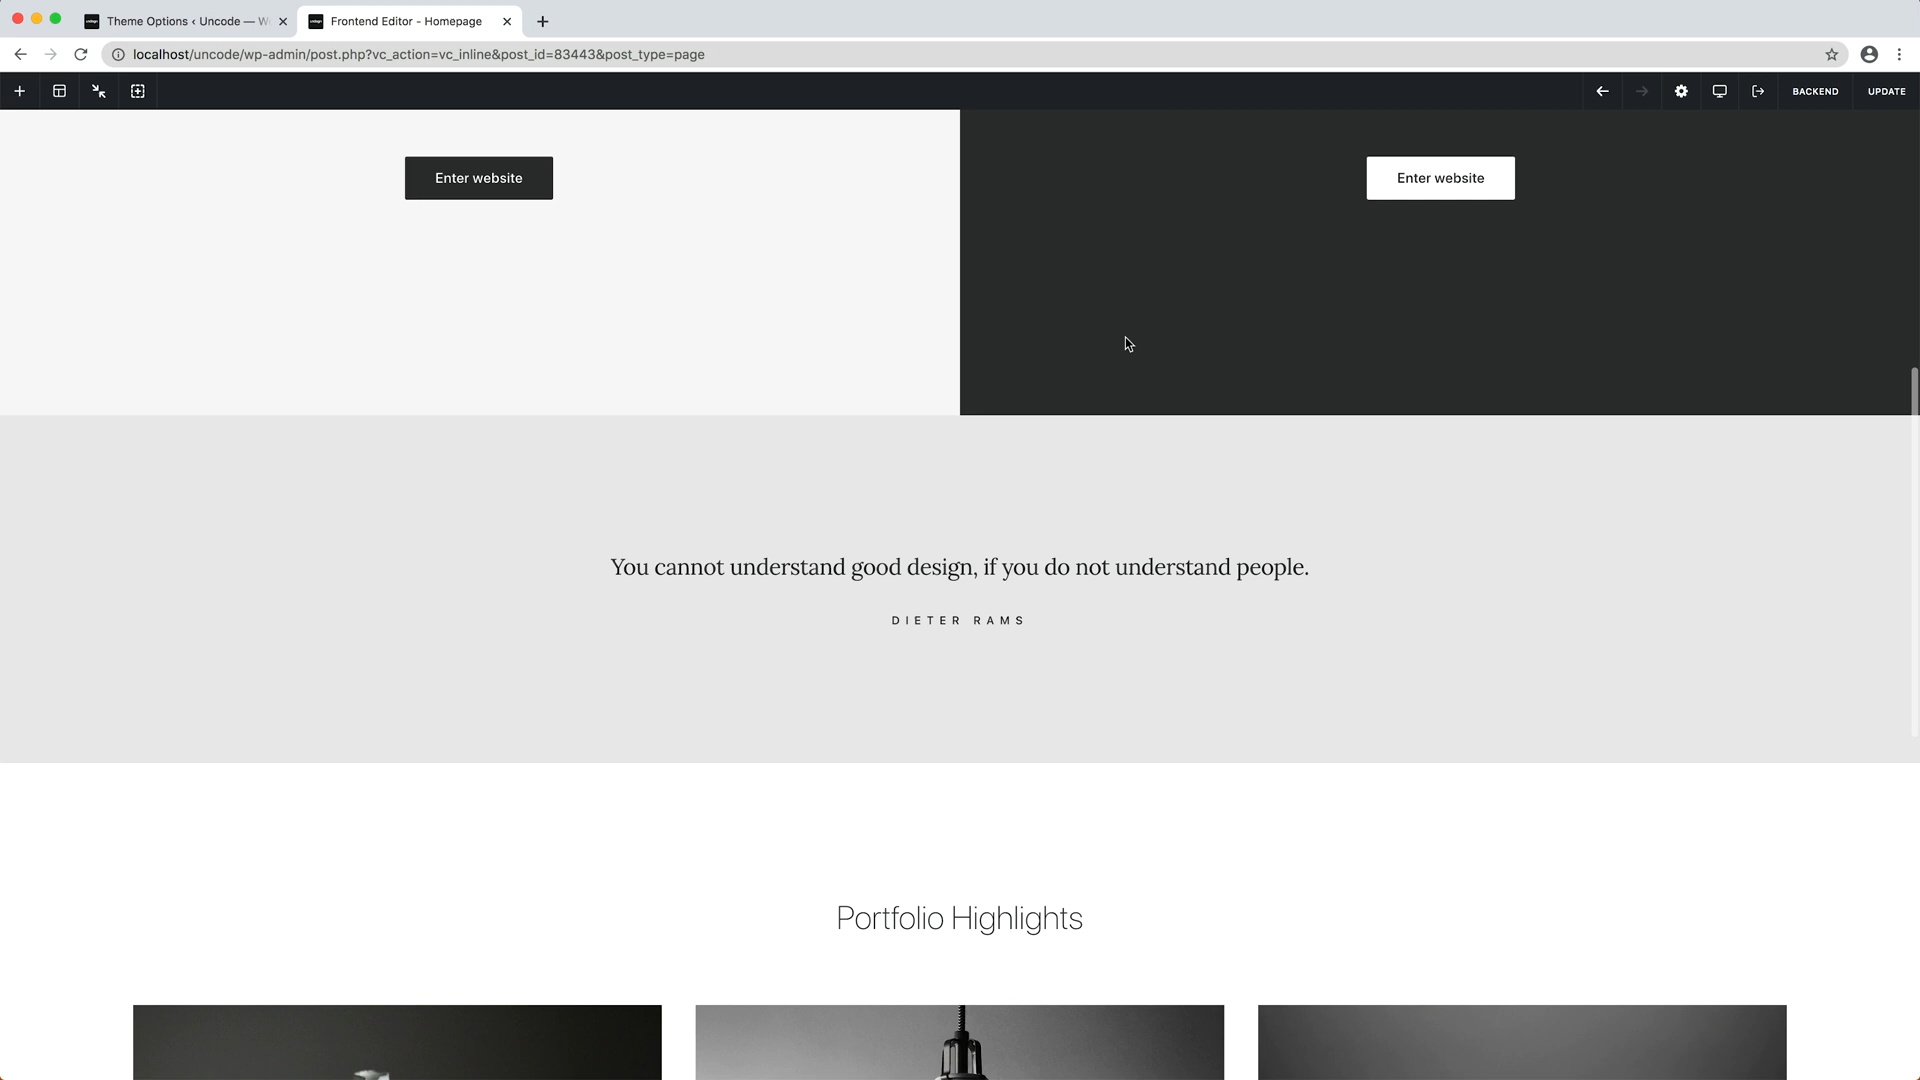 Theme Options ‹ Uncode — W
Frontend Editor - Homepage
localhost/uncode/wp-admin/post.php?vc_action=vc_inline&post_id=83443&post_type=page
BACKEND
UPDATE
Enter website
Enter website
You cannot understand good design, if you do not understand people.
DIETER RAMS
Portfolio Highlights